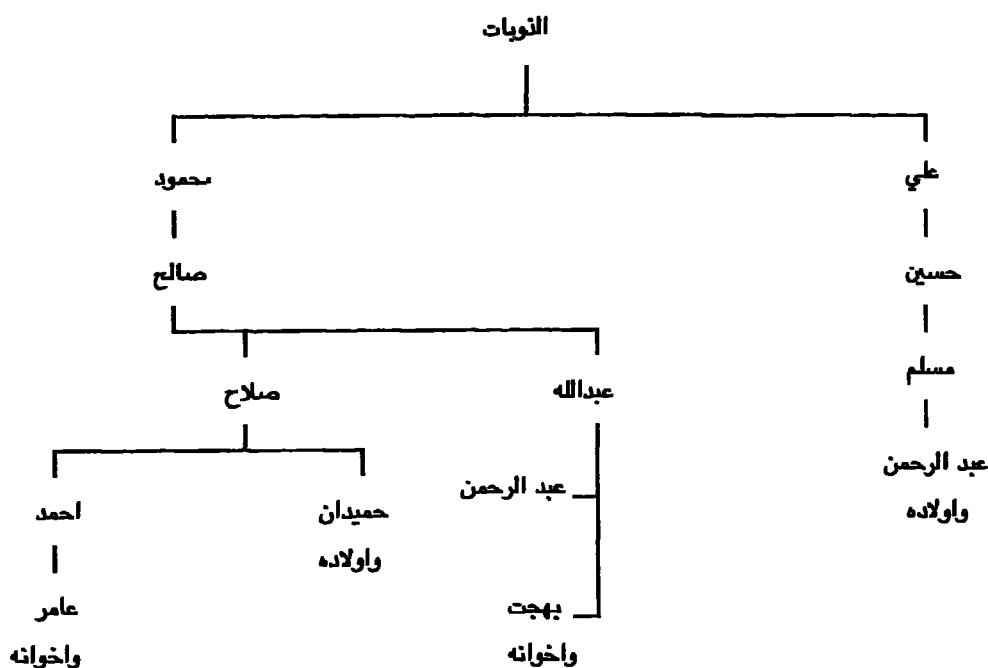 النويات
علي
محمود
حسين
صالح
مسلم
عبدالله
صلاح
عبد الرحمن
واولاده
عبد الرحمن
حميدان
واولاده
احمد
بهجت
واخوانه
عامر
واخوانه